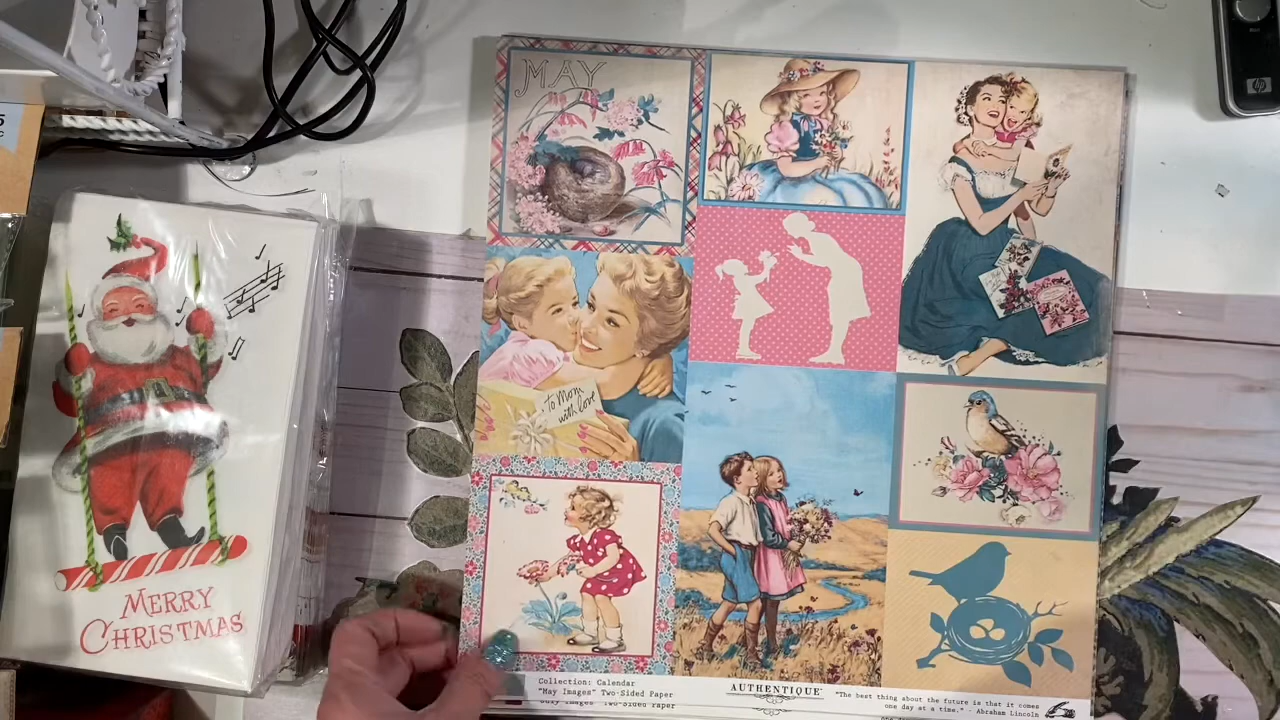 MAY
To Mom
with Love
MERRY
CHRISTMAS
Collection: Calendar
"May Images" Two-Sided Paper
AUTHENTIQUE
"The best thing about the future is that it comes
one day at a time." - Abraham Lincoln
hp